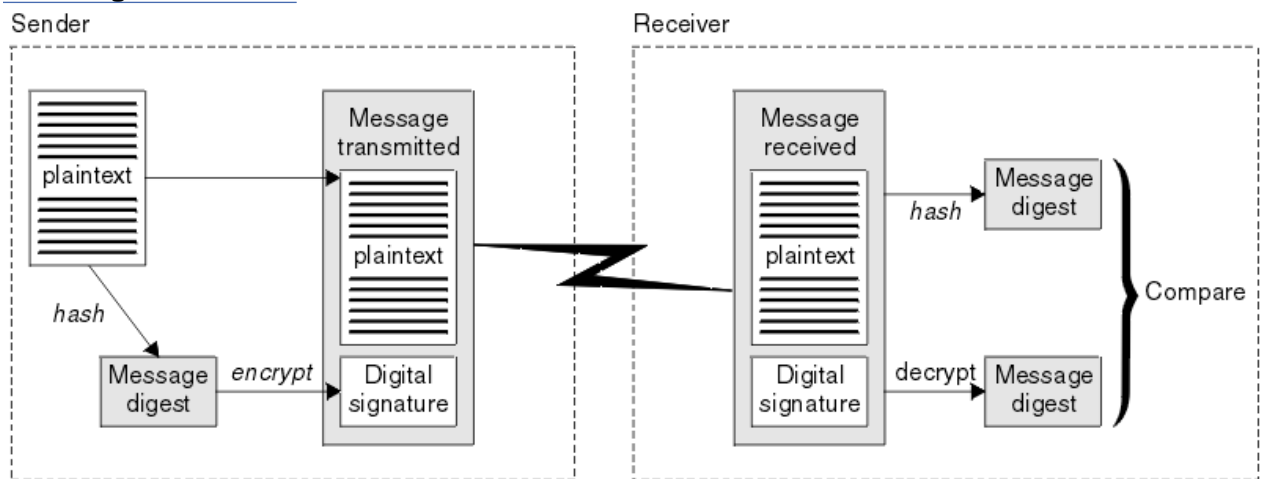 Sender
Receiver
plaintext
hash
Message
digest
encrypt
Message
transmitted
plaintext
Digital
signature
Message
received
plaintext
Digital
signature
hash
decrypt
Message
digest
Message
digest
Compare